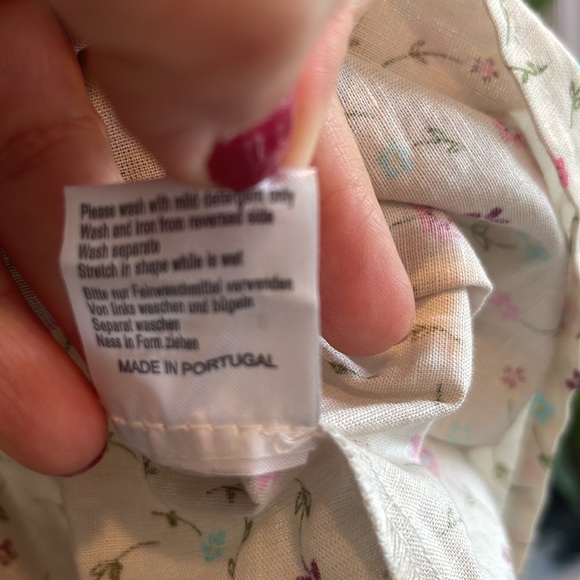 Please wash with mild detergent only
Wash and iron from reversed side
Wash separate
Stretch in shape while is wet
Bitte nur Feinwaschmittel verwenden
Von links waschen und bügeln
Separat waschen
Nass in Form ziehen
MADE IN PORTUGAL